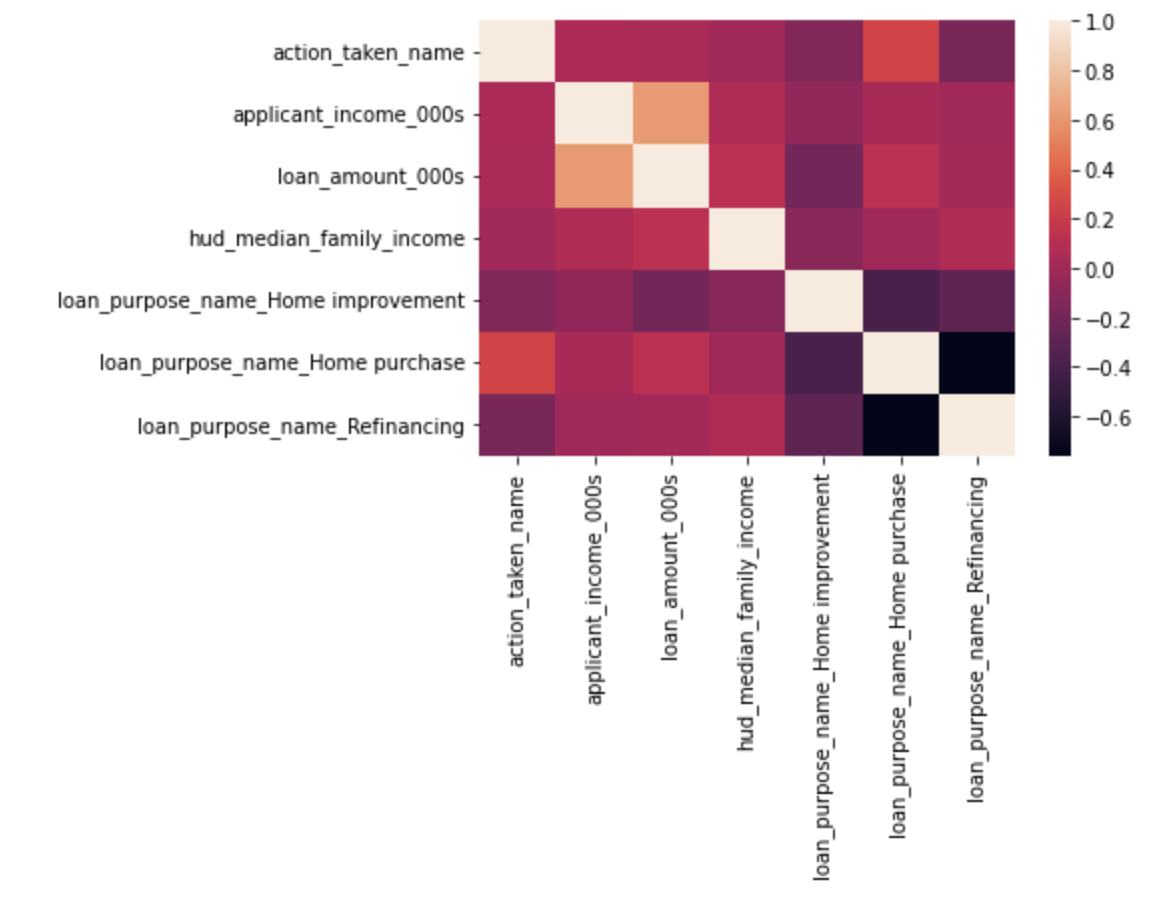 action_taken_name
applicant_income_000s
loan_amount_000s
hud_median_family_income
loan_purpose_name_Home improvement
loan_purpose_name_Home purchase
loan_purpose_name_Refinancing
1.0
0.8
0.6
0.4
0.2
0.0
−0.2
−0.4
−0.6
action_taken_name
applicant_income_000s
loan_amount_000s
hud_median_family_income
loan_purpose_name_Home improvement
loan_purpose_name_Home purchase
loan_purpose_name_Refinancing